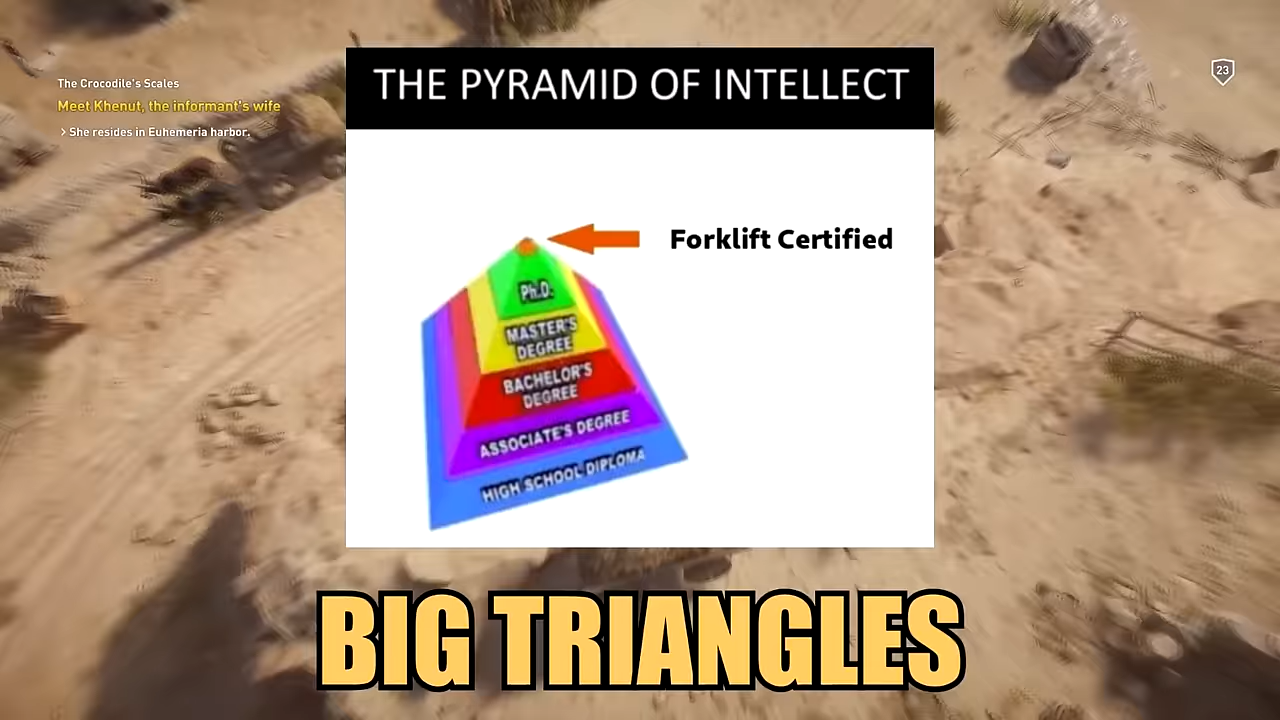 The Crocodile's Scales
Meet Khenut, the informant's wife
> She resides in Euhemeria harbor.
23
THE PYRAMID OF INTELLECT
Forklift Certified
Ph.D.
MASTER'S
DEGREE
BACHELOR'S
DEGREE
ASSOCIATE'S DEGREE
HIGH SCHOOL DIPLOMA
BIG TRIANGLES